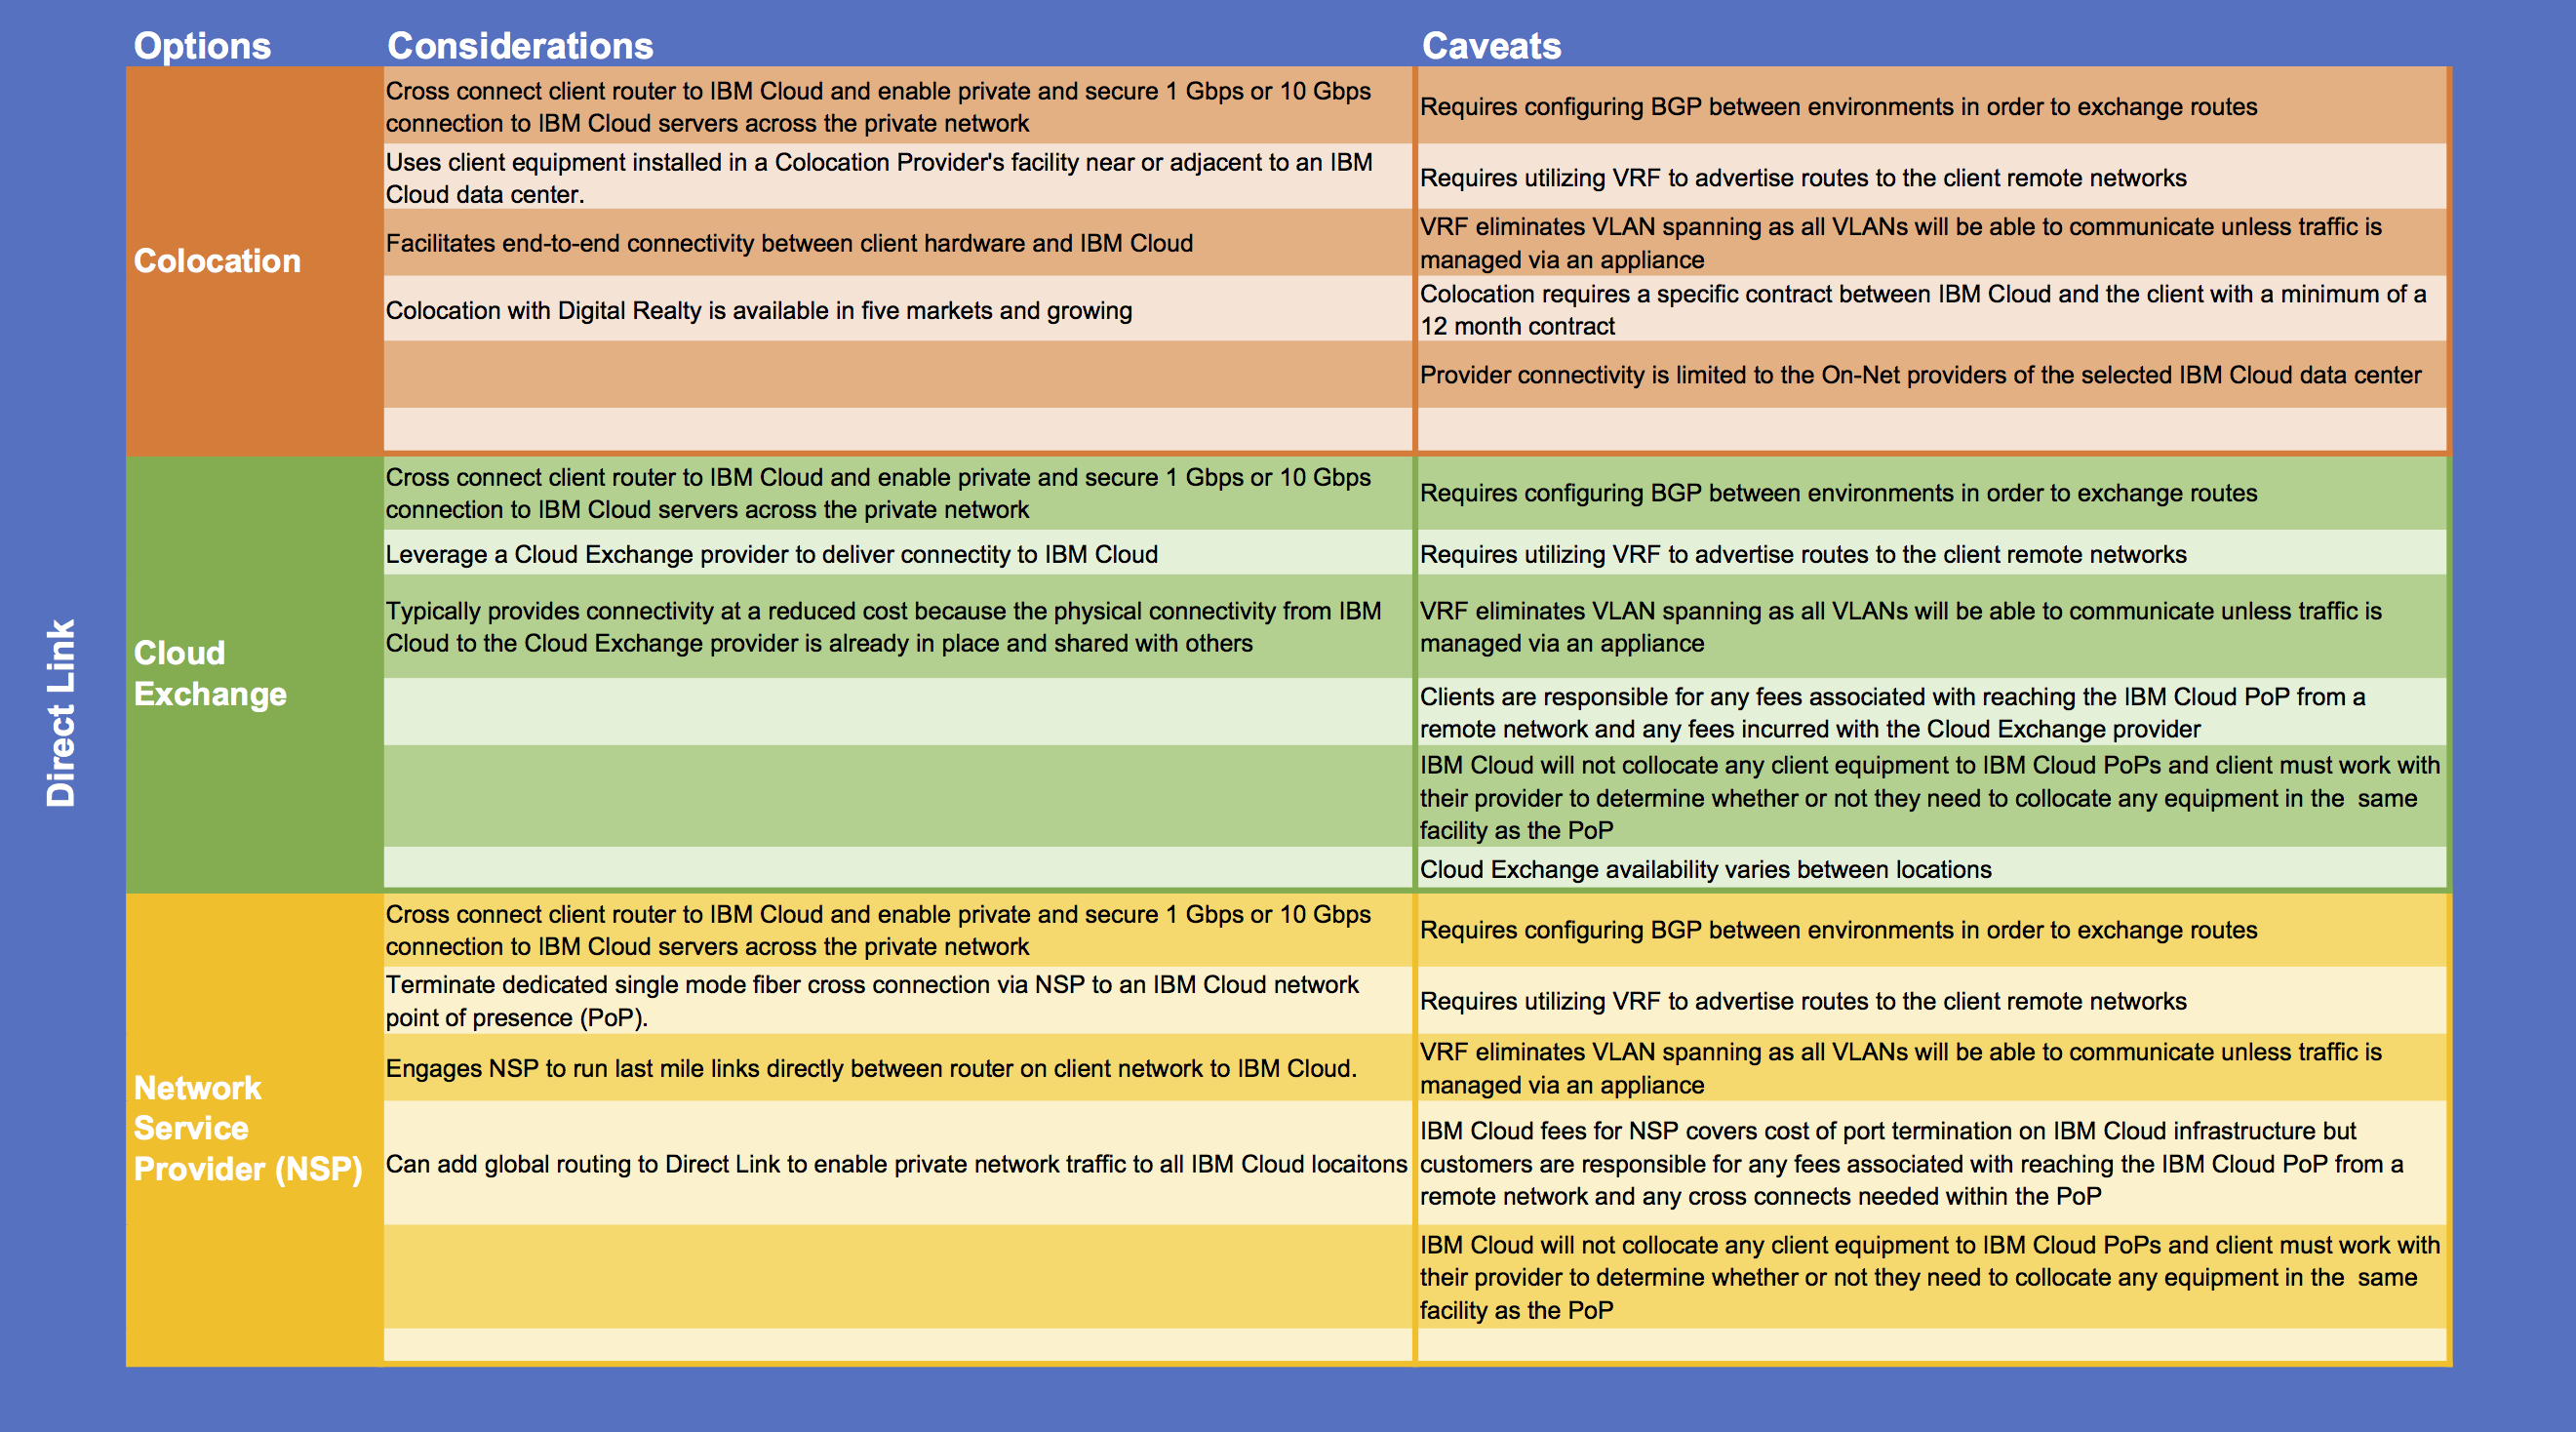 Direct Link
Options
Considerations
Caveats
Colocation
Cross connect client router to IBM Cloud and enable private and secure 1 Gbps or 10 Gbps
connection to IBM Cloud servers across the private network
Requires configuring BGP between environments in order to exchange routes
Uses client equipment installed in a Colocation Provider's facility near or adjacent to an IBM
Cloud data center.
Requires utilizing VRF to advertise routes to the client remote networks
Facilitates end-to-end connectivity between client hardware and IBM Cloud
VRF eliminates VLAN spanning as all VLANs will be able to communicate unless traffic is
managed via an appliance
Colocation with Digital Realty is available in five markets and growing
Colocation requires a specific contract between IBM Cloud and the client with a minimum of a
12 month contract
Provider connectivity is limited to the On-Net providers of the selected IBM Cloud data center
Cloud
Exchange
Cross connect client router to IBM Cloud and enable private and secure 1 Gbps or 10 Gbps
connection to IBM Cloud servers across the private network
Requires configuring BGP between environments in order to exchange routes
Leverage a Cloud Exchange provider to deliver connectity to IBM Cloud
Requires utilizing VRF to advertise routes to the client remote networks
Typically provides connectivity at a reduced cost because the physical connectivity from IBM
Cloud to the Cloud Exchange provider is already in place and shared with others
VRF eliminates VLAN spanning as all VLANs will be able to communicate unless traffic is
managed via an appliance
Clients are responsible for any fees associated with reaching the IBM Cloud PoP from a
remote network and any fees incurred with the Cloud Exchange provider
IBM Cloud will not collocate any client equipment to IBM Cloud PoPs and client must work with
their provider to determine whether or not they need to collocate any equipment in the  same
facility as the PoP
Cloud Exchange availability varies between locations
Network
Service
Provider (NSP)
Cross connect client router to IBM Cloud and enable private and secure 1 Gbps or 10 Gbps
connection to IBM Cloud servers across the private network
Requires configuring BGP between environments in order to exchange routes
Terminate dedicated single mode fiber cross connection via NSP to an IBM Cloud network
point of presence (PoP).
Requires utilizing VRF to advertise routes to the client remote networks
Engages NSP to run last mile links directly between router on client network to IBM Cloud.
VRF eliminates VLAN spanning as all VLANs will be able to communicate unless traffic is
managed via an appliance
Can add global routing to Direct Link to enable private network traffic to all IBM Cloud locaitons
IBM Cloud fees for NSP covers cost of port termination on IBM Cloud infrastructure but
customers are responsible for any fees associated with reaching the IBM Cloud PoP from a
remote network and any cross connects needed within the PoP
IBM Cloud will not collocate any client equipment to IBM Cloud PoPs and client must work with
their provider to determine whether or not they need to collocate any equipment in the  same
facility as the PoP